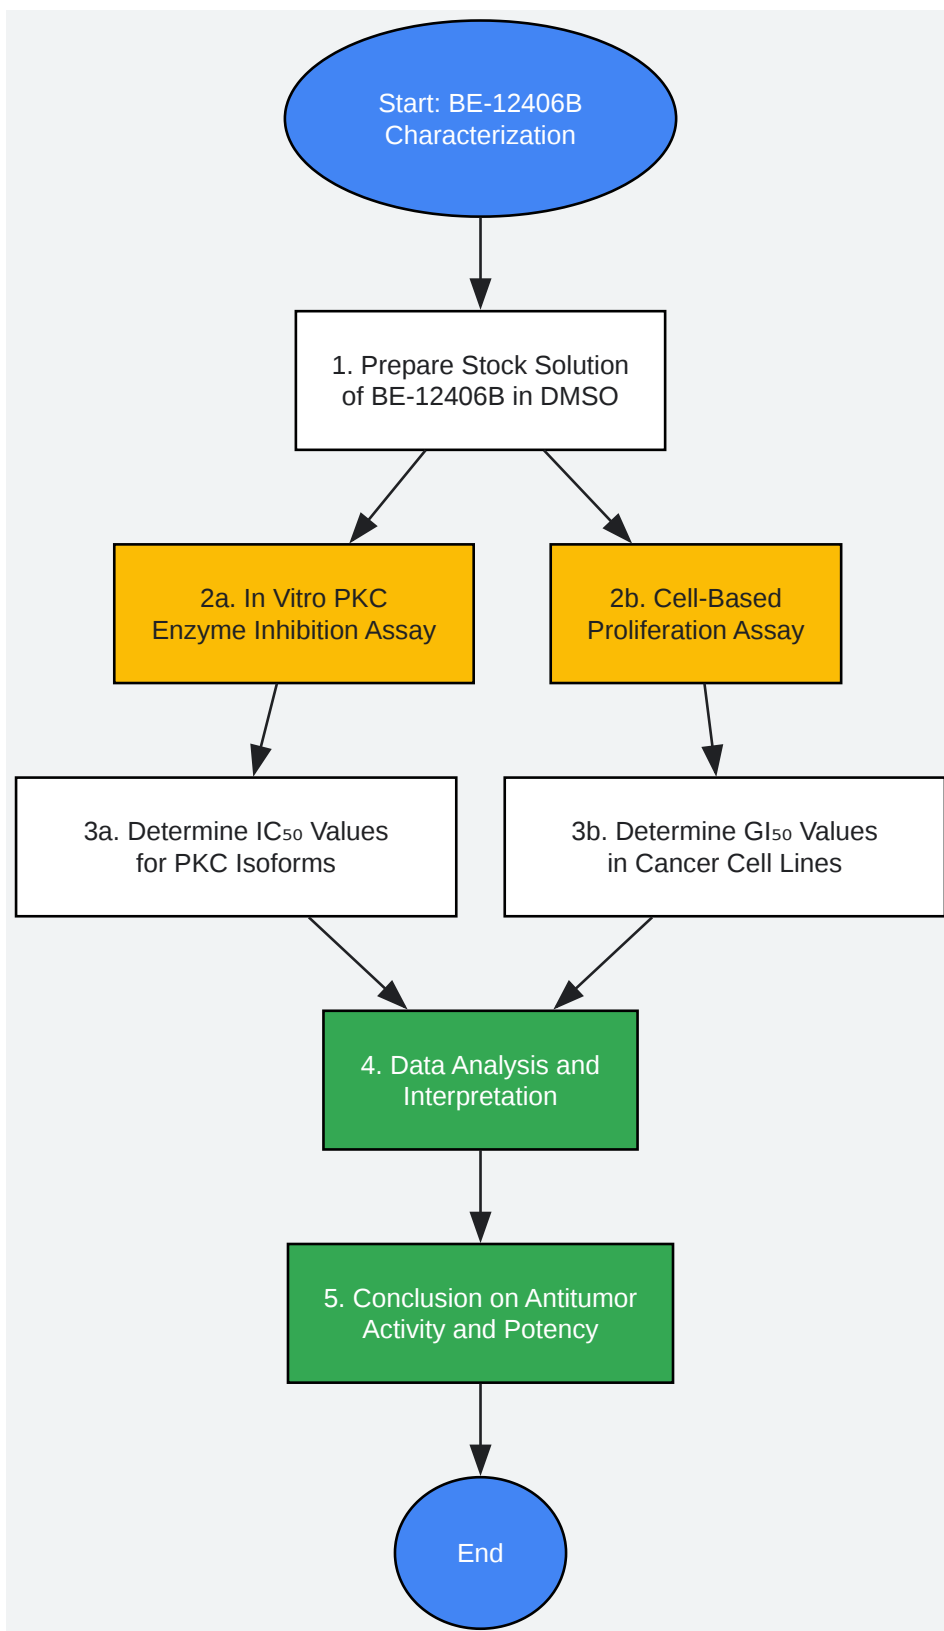 Start: BE-12406B
Characterization
1. Prepare Stock Solution
of BE-12406B in DMSO
2a. In Vitro PKC
Enzyme Inhibition Assay
2b. Cell-Based
Proliferation Assay
3a. Determine IC₅₀ Values
for PKC Isoforms
3b. Determine GI₅₀ Values
in Cancer Cell Lines
4. Data Analysis and
Interpretation
5. Conclusion on Antitumor
Activity and Potency
End